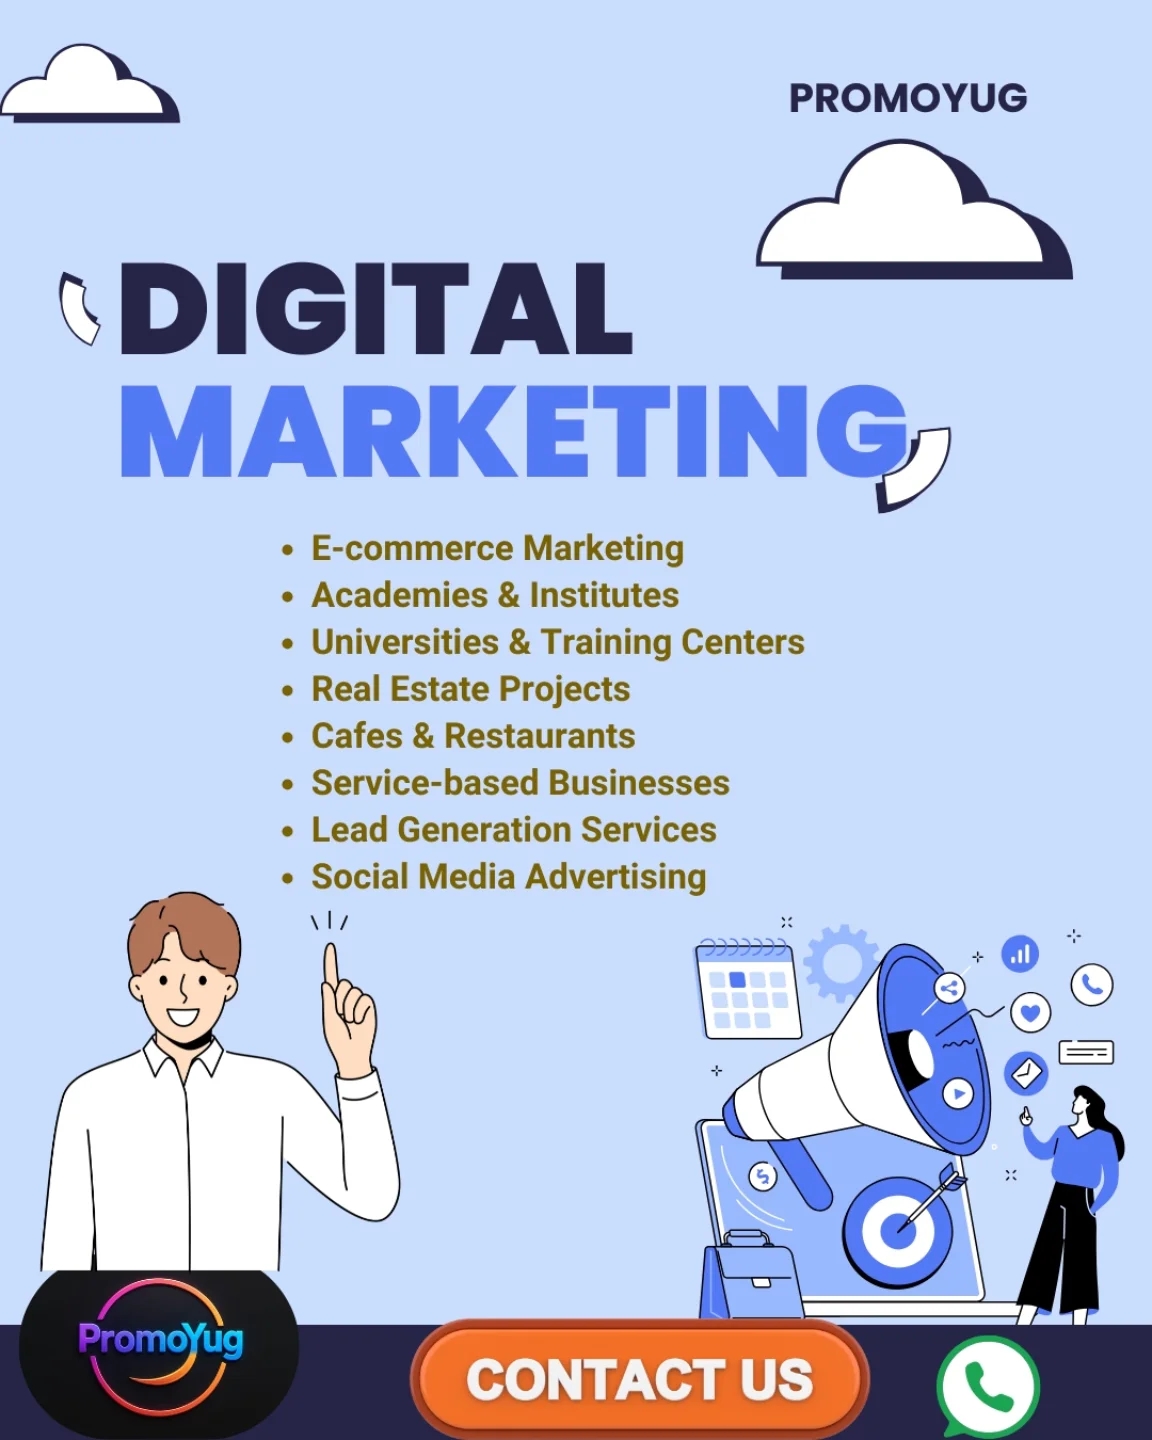 PROMOYUG
DIGITAL
MARKETING
• E-commerce Marketing
• Academies & Institutes
• Universities & Training Centers
• Real Estate Projects
• Cafes & Restaurants
• Service-based Businesses
• Lead Generation Services
• Social Media Advertising
PromoYug
CONTACT US